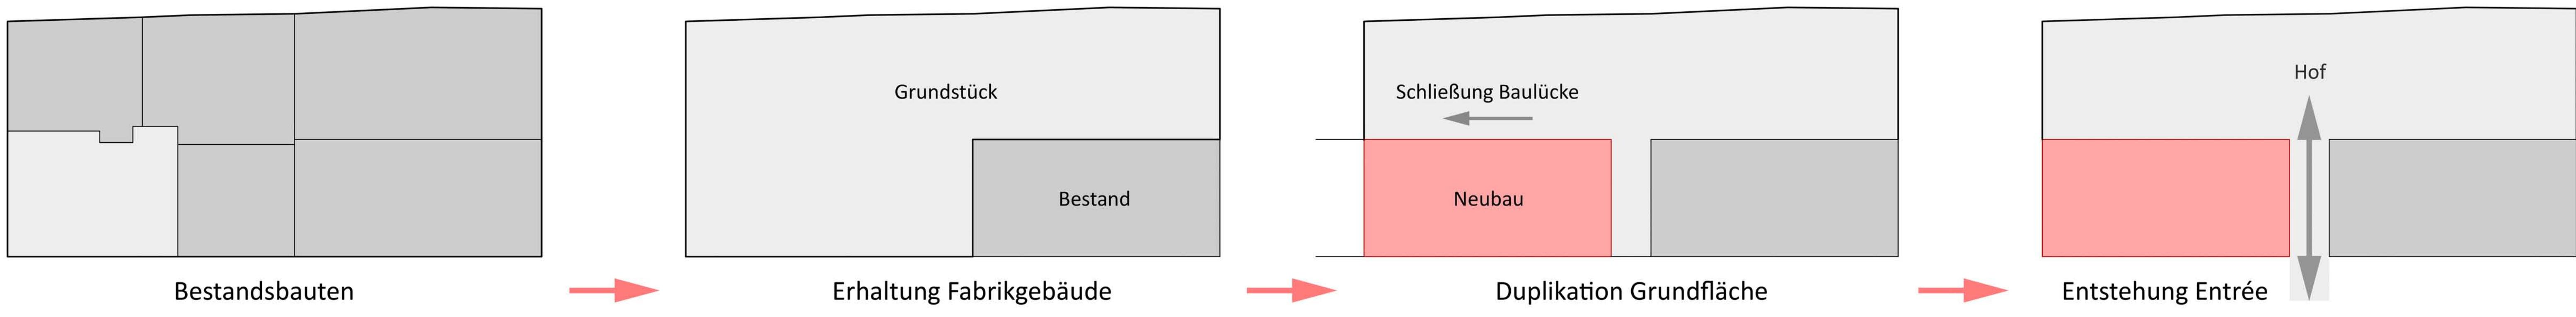 Bestandsbauten
Grundstück
Bestand
Erhaltung Fabrikgebäude
Schließung Baulücke
Neubau
Duplikation Grundfläche
Hof
Entstehung Entrée